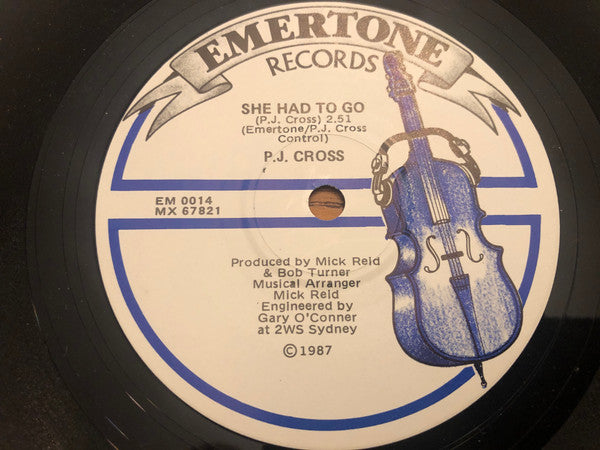 EMERTONE
RECORDS
SHE HAD TO GO
(P.J. Cross) 2.51
(Emertone/P.J. Cross
Control)
P.J. CROSS
EM 0014
MX 67821
Produced by Mick Reid
& Bob Turner
Musical Arranger
Mick Reid
Engineered by
Gary O'Conner
at 2WS Sydney
©1987